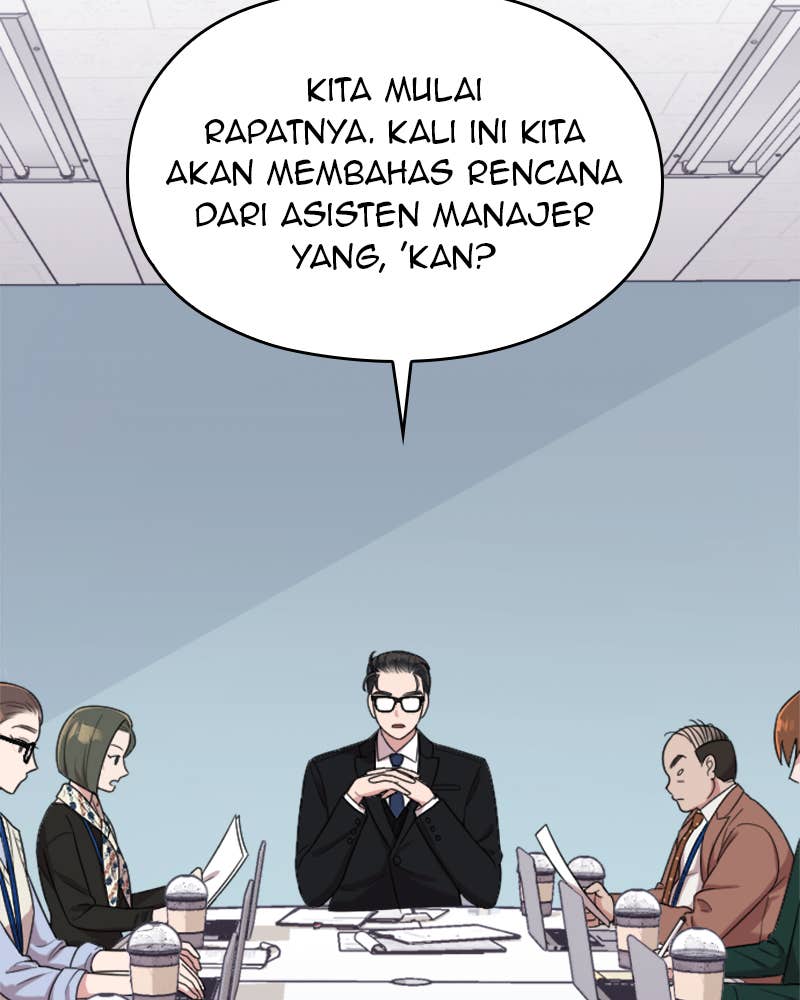 KITA MULAI
RAPATNYA. KALI INI KITA
AKAN MEMBAHAS RENCANA
DARI ASISTEN MANAJER
YANG, 'KAN?